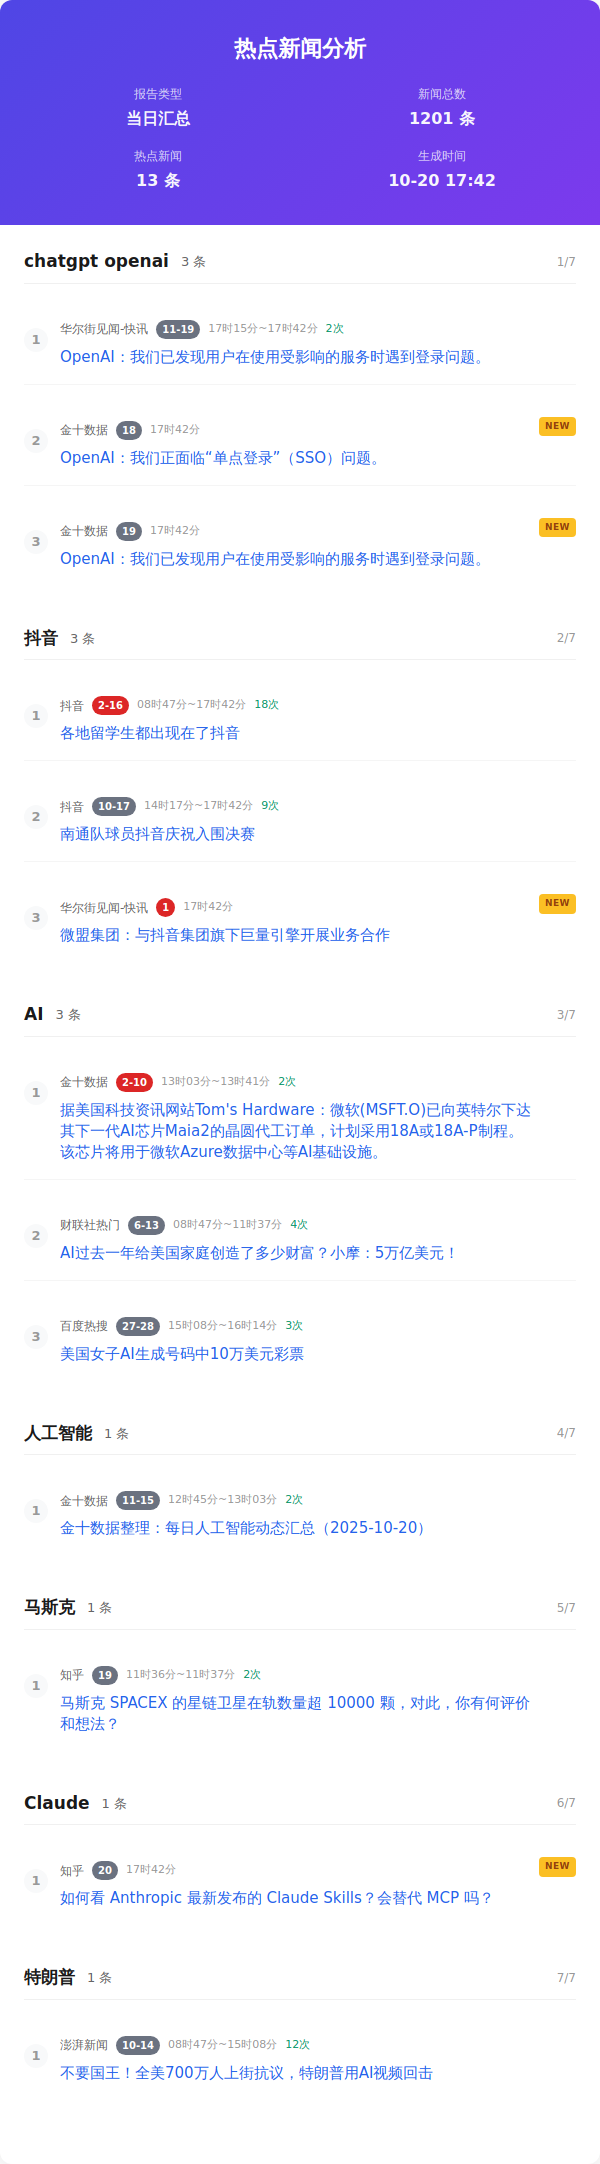 热点新闻分析
报告类型
新闻总数
当日汇总
1201 条
热点新闻
生成时间
13 条
10-20 17:42
chatgpt openai 3 条 1/7
1 华尔街见闻-快讯 11-19 17时15分~17时42分 2次
OpenAI：我们已发现用户在使用受影响的服务时遇到登录问题。
2 金十数据 18 17时42分 NEW
OpenAI：我们正面临“单点登录”（SSO）问题。
3 金十数据 19 17时42分 NEW
OpenAI：我们已发现用户在使用受影响的服务时遇到登录问题。
抖音 3 条 2/7
1 抖音 2-16 08时47分~17时42分 18次
各地留学生都出现在了抖音
2 抖音 10-17 14时17分~17时42分 9次
南通队球员抖音庆祝入围决赛
3 华尔街见闻-快讯 1 17时42分 NEW
微盟集团：与抖音集团旗下巨量引擎开展业务合作
AI 3 条 3/7
1 金十数据 2-10 13时03分~13时41分 2次
据美国科技资讯网站Tom's Hardware：微软(MSFT.O)已向英特尔下达
其下一代AI芯片Maia2的晶圆代工订单，计划采用18A或18A-P制程。
该芯片将用于微软Azure数据中心等AI基础设施。
2 财联社热门 6-13 08时47分~11时37分 4次
AI过去一年给美国家庭创造了多少财富？小摩：5万亿美元！
3 百度热搜 27-28 15时08分~16时14分 3次
美国女子AI生成号码中10万美元彩票
人工智能 1 条 4/7
1 金十数据 11-15 12时45分~13时03分 2次
金十数据整理：每日人工智能动态汇总（2025-10-20）
马斯克 1 条 5/7
1 知乎 19 11时36分~11时37分 2次
马斯克 SPACEX 的星链卫星在轨数量超 10000 颗，对此，你有何评价
和想法？
Claude 1 条 6/7
1 知乎 20 17时42分 NEW
如何看 Anthropic 最新发布的 Claude Skills？会替代 MCP 吗？
特朗普 1 条 7/7
1 澎湃新闻 10-14 08时47分~15时08分 12次
不要国王！全美700万人上街抗议，特朗普用AI视频回击